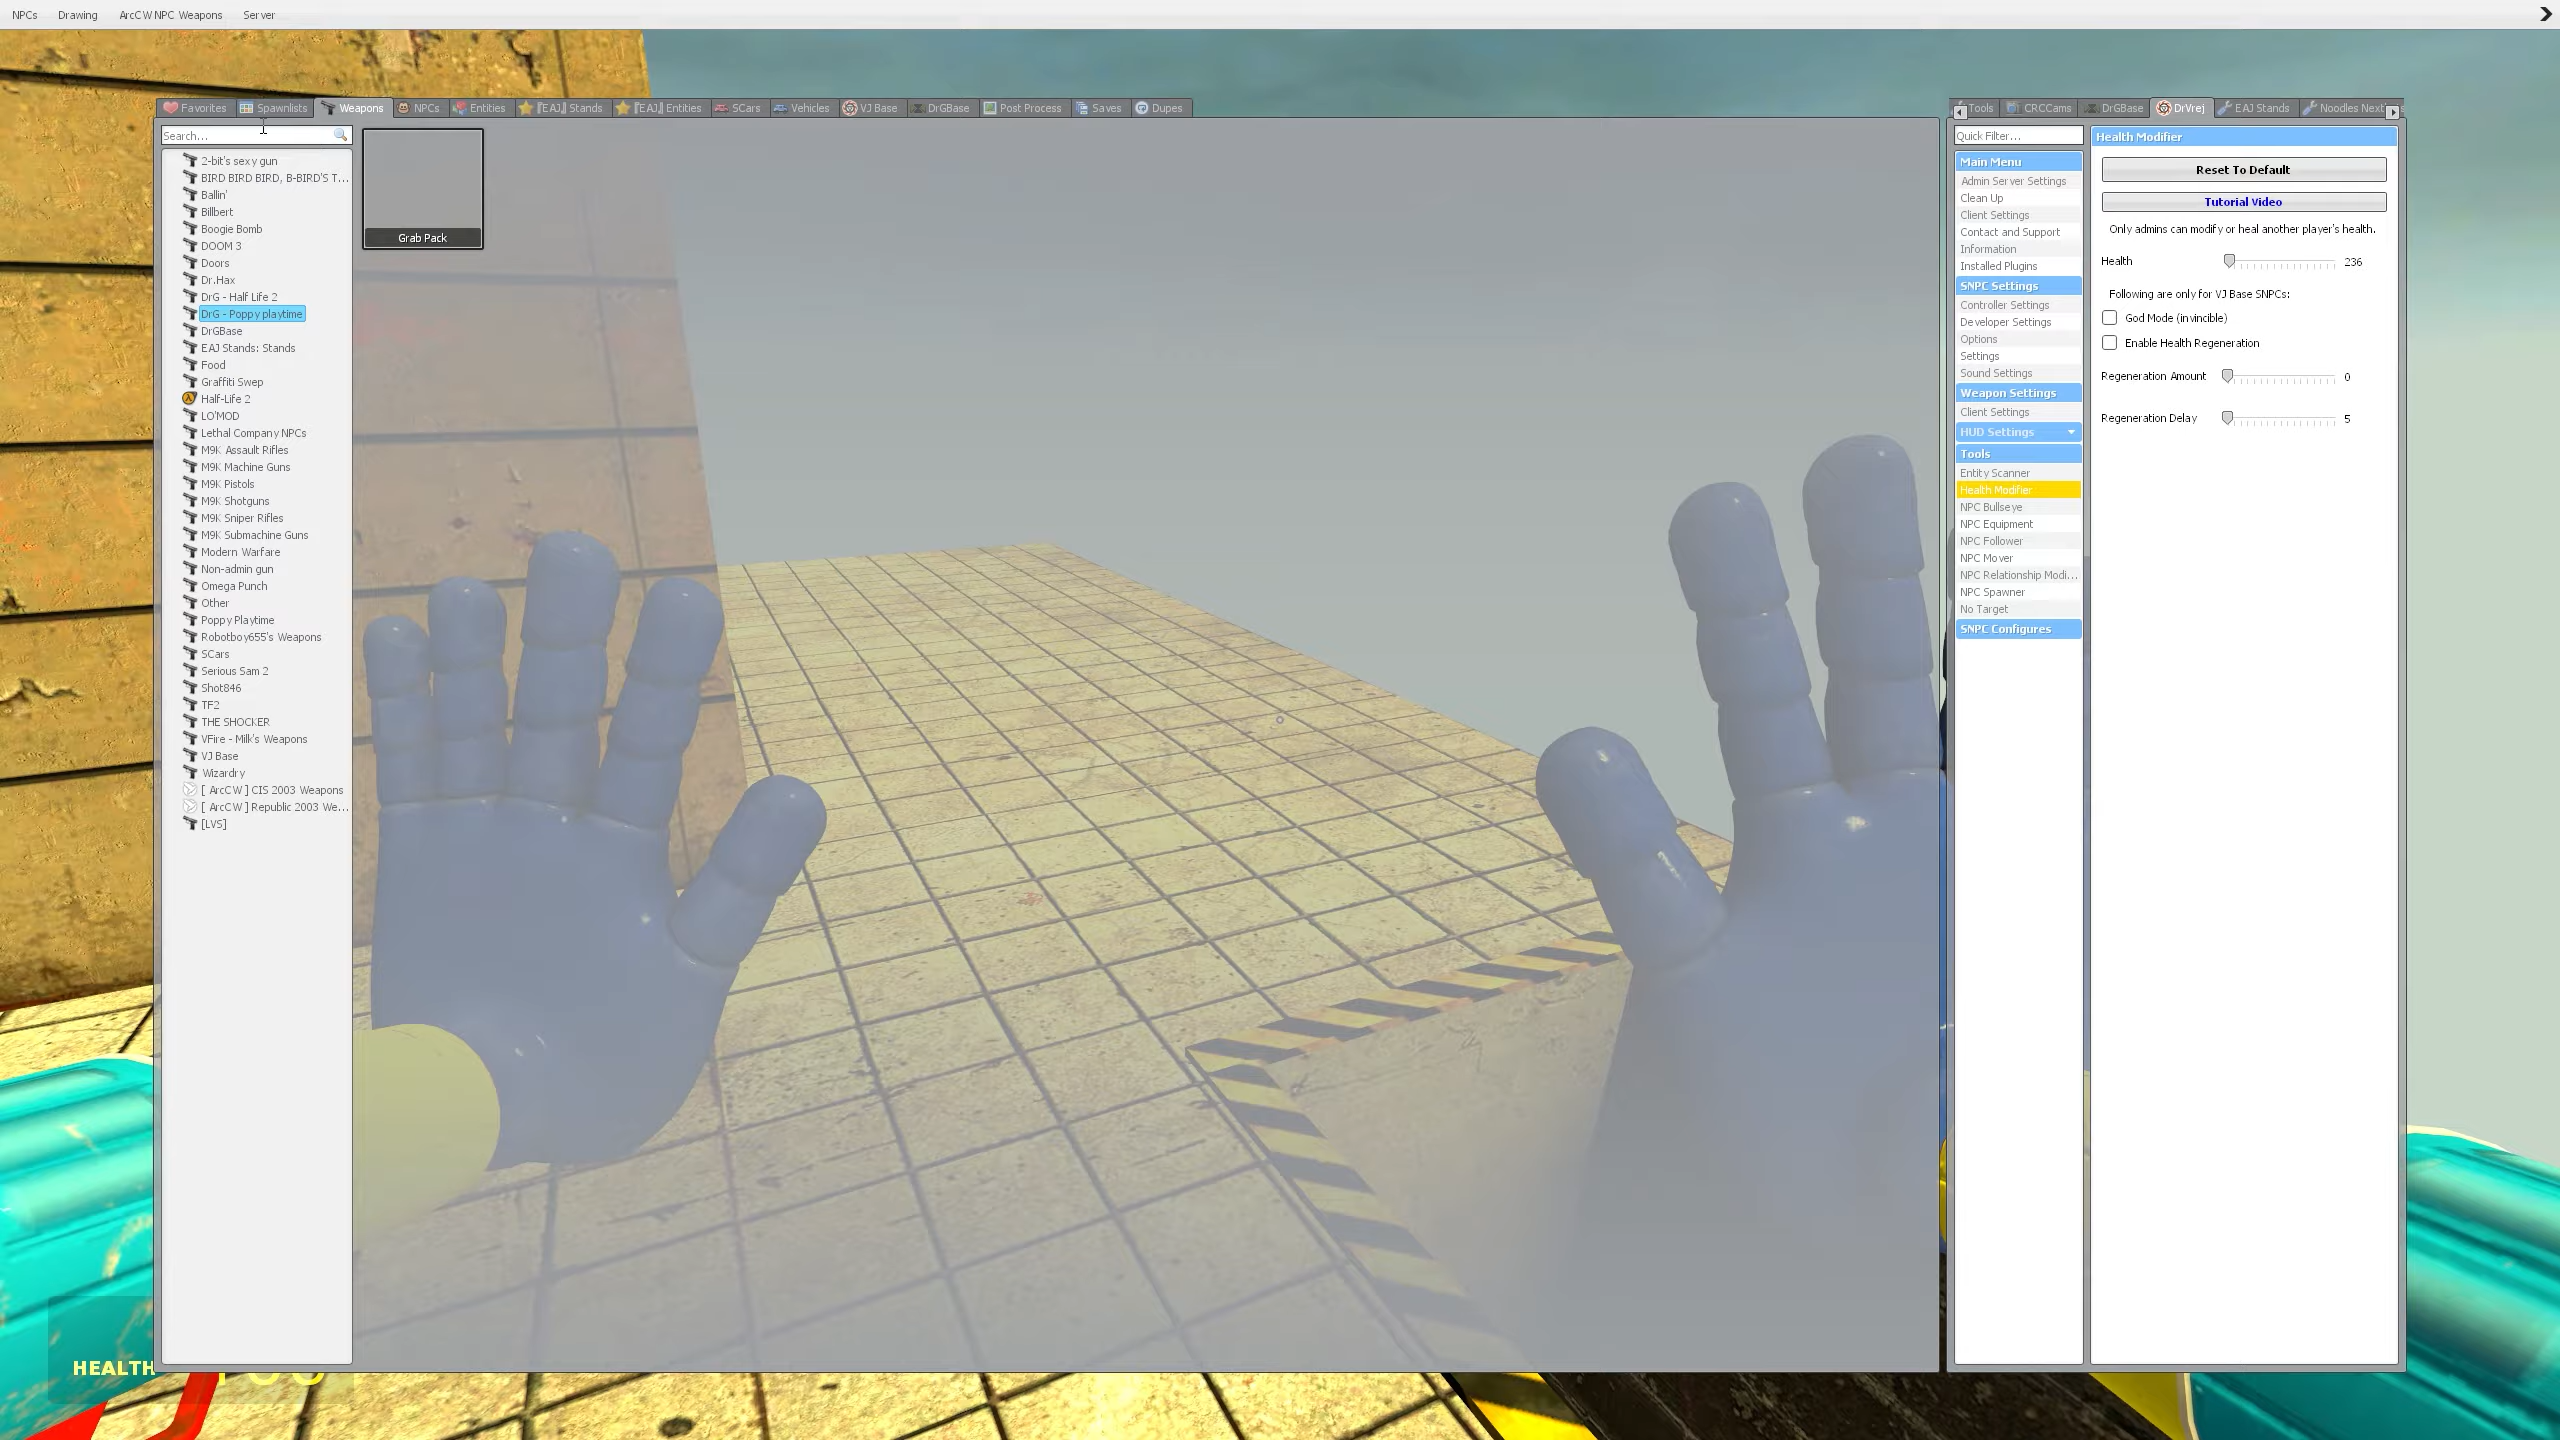 NPCs Drawing ArcCW NPC Weapons Server
Favorites Spawnlists Weapons NPCs Entities 『EAJ』 Stands 『EAJ』 Entities SCars Vehicles VJ Base DrGBase Post Process Saves Dupes
Search...
2-bit's sexy gun
BIRD BIRD BIRD, B-BIRD'S T...
Ballin'
Billbert
Boogie Bomb
DOOM 3
Doors
Dr.Hax
DrG - Half Life 2
DrG - Poppy playtime
DrGBase
EAJ Stands: Stands
Food
Graffiti Swep
Half-Life 2
LO'MOD
Lethal Company NPCs
M9K Assault Rifles
M9K Machine Guns
M9K Pistols
M9K Shotguns
M9K Sniper Rifles
M9K Submachine Guns
Modern Warfare
Non-admin gun
Omega Punch
Other
Poppy Playtime
Robotboy655's Weapons
SCars
Serious Sam 2
Shot846
TF2
THE SHOCKER
VFire - Milk's Weapons
VJ Base
Wizardry
[ ArcCW ] CIS 2003 Weapons
[ ArcCW ] Republic 2003 We...
[LVS]
Grab Pack
HEALTH
Tools CRCCams DrGBase DrVrej EAJ Stands Noodles Next
Quick Filter...
Main Menu
Admin Server Settings
Clean Up
Client Settings
Contact and Support
Information
Installed Plugins
SNPC Settings
Controller Settings
Developer Settings
Options
Settings
Sound Settings
Weapon Settings
Client Settings
HUD Settings
Tools
Entity Scanner
Health Modifier
NPC Bullseye
NPC Equipment
NPC Follower
NPC Mover
NPC Relationship Modi...
NPC Spawner
No Target
SNPC Configures
Health Modifier
Reset To Default
Tutorial Video
Only admins can modify or heal another player's health.
Health 236
Following are only for VJ Base SNPCs:
God Mode (invincible)
Enable Health Regeneration
Regeneration Amount 0
Regeneration Delay 5